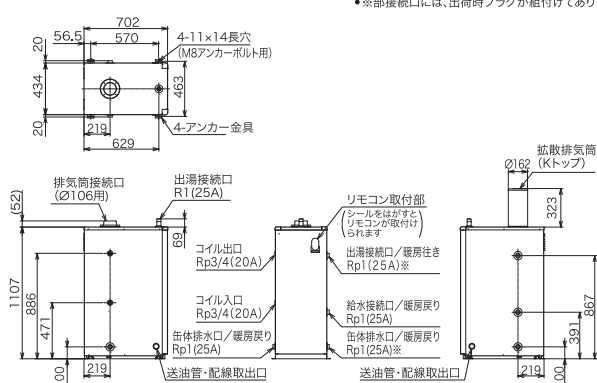 •※部接続口には、出荷時プラグが組付けてあり
702
56.5
570
4-11×14長穴
(M8アンカーボルト用)
20
434
463
20
219
4-アンカー金具
629
拡散排気筒
(Kトップ)
Ø162
323
排気筒接続口
(Ø106用)
出湯接続口
R1(25A)
(52)
69
リモコン取付部
(シールをはがすと
リモコンが取付け
られます)
コイル出口
Rp3/4(20A)
出湯接続口/暖房往き
Rp1(25A)※
1107
886
471
コイル入口
Rp3/4(20A)
給水接続口/暖房戻り
Rp1(25A)
867
391
缶体排水口/暖房戻り
Rp1(25A)
缶体排水口/暖房戻り
Rp1(25A)※
219
送油管・配線取出口
送油管・配線取出口
219